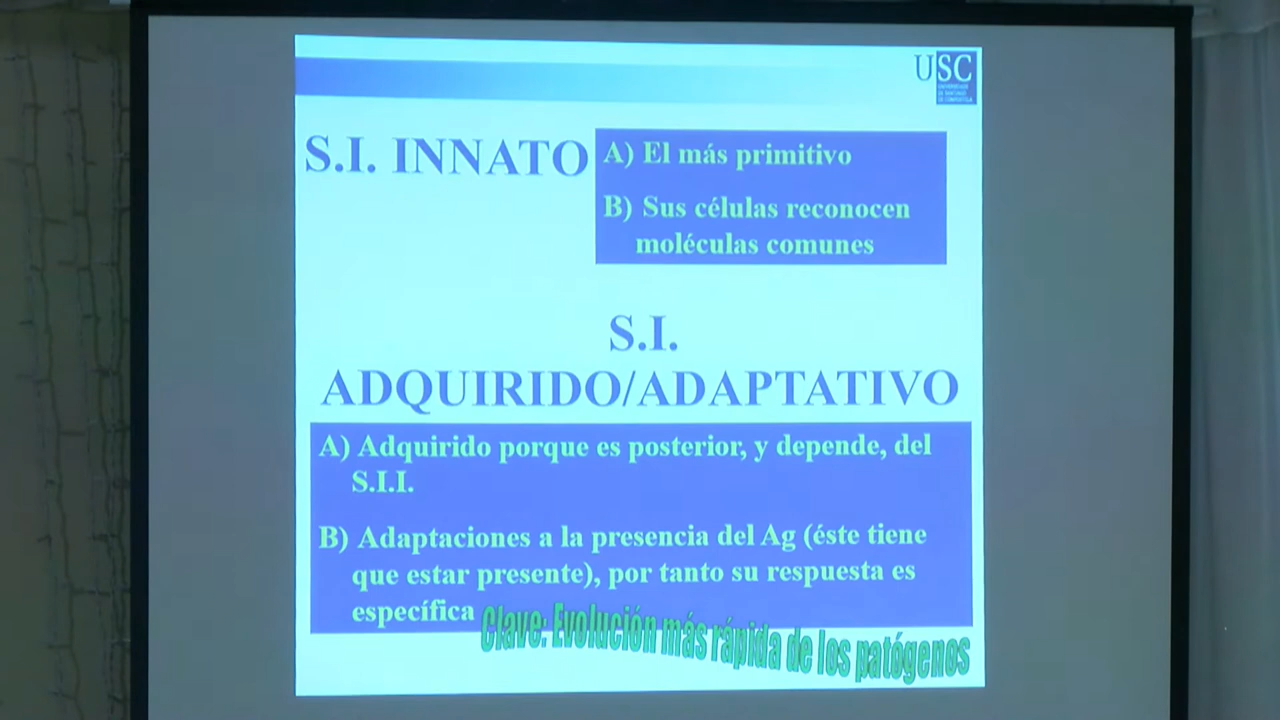 USC
S.I. INNATO
A) El más primitivo
B) Sus células reconocen
moléculas comunes
S.I.
ADQUIRIDO/ADAPTATIVO
A) Adquirido porque es posterior, y depende, del
S.I.I.
B) Adaptaciones a la presencia del Ag (éste tiene
que estar presente), por tanto su respuesta es
específica
Clave: Evolución más rápida de los patógenos